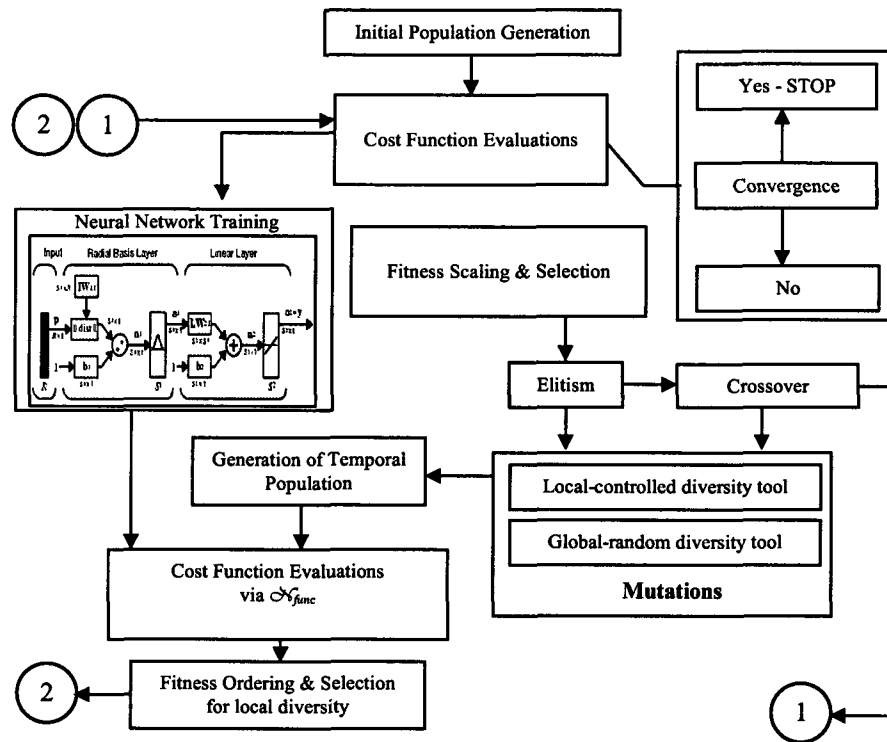 Initial Population Generation
Yes - STOP
2
1
Cost Function Evaluations
Convergence
No
Neural Network Training
Input
Radial Basis Layer
Linear Layer
Fitness Scaling & Selection
Elitism
Crossover
Generation of Temporal
Population
Local-controlled diversity tool
Global-random diversity tool
Mutations
Cost Function Evaluations
via 𝒩func
2
Fitness Ordering & Selection
for local diversity
1